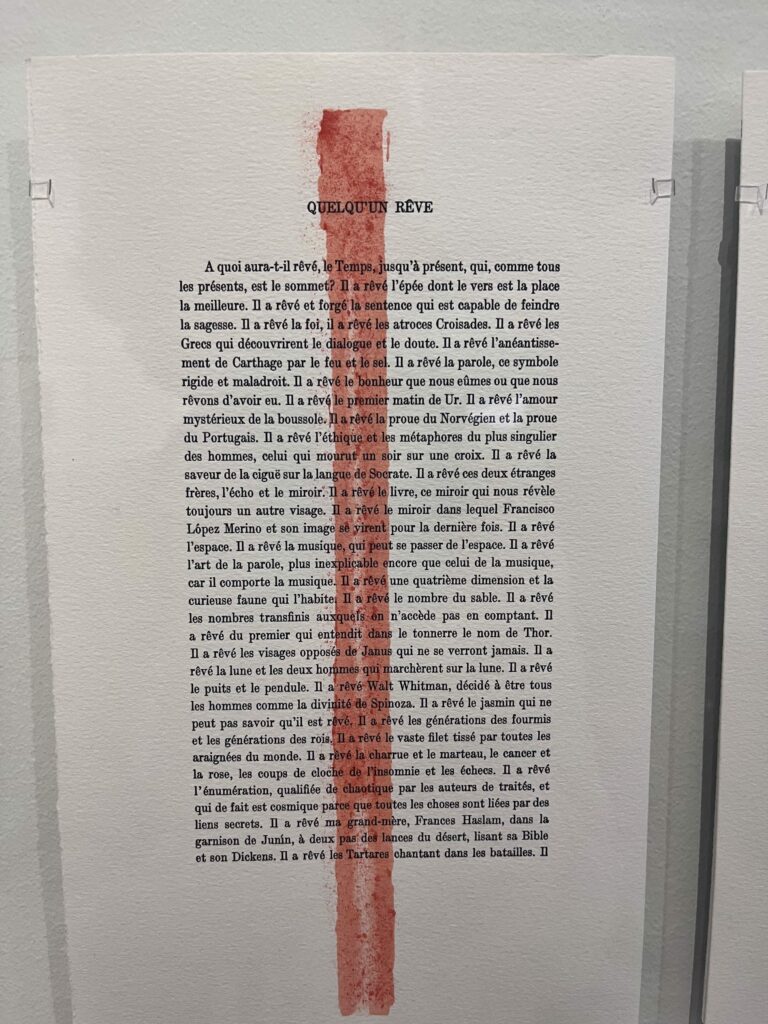 QUELQU'UN RÊVE
A quoi aura-t-il rêvé, le Temps, jusqu'à présent, qui, comme tous
les présents, est le sommet? Il a rêvé l'épée dont le vers est la place
la meilleure. Il a rêvé et forgé la sentence qui est capable de feindre
la sagesse. Il a rêvé la foi, il a rêvé les atroces Croisades. Il a rêvé les
Grecs qui découvrirent le dialogue et le doute. Il a rêvé l'anéantisse-
ment de Carthage par le feu et le sel. Il a rêvé la parole, ce symbole
rigide et maladroit. Il a rêvé le bonheur que nous eûmes ou que nous
rêvons d'avoir eu. Il a rêvé le premier matin de Ur. Il a rêvé l'amour
mystérieux de la boussole. Il a rêvé la proue du Norvégien et la proue
du Portugais. Il a rêvé l'éthique et les métaphores du plus singulier
des hommes, celui qui mourut un soir sur une croix. Il a rêvé la
saveur de la ciguë sur la langue de Socrate. Il a rêvé ces deux étranges
frères, l'écho et le miroir. Il a rêvé le livre, ce miroir qui nous révèle
toujours un autre visage. Il a rêvé le miroir dans lequel Francisco
López Merino et son image se virent pour la dernière fois. Il a rêvé
l'espace. Il a rêvé la musique, qui peut se passer de l'espace. Il a rêvé
l'art de la parole, plus inexplicable encore que celui de la musique,
car il comporte la musique. Il a rêvé une quatrième dimension et la
curieuse faune qui l'habite. Il a rêvé le nombre du sable. Il a rêvé
les nombres transfinis auxquels on n'accède pas en comptant. Il
a rêvé du premier qui entendit dans le tonnerre le nom de Thor.
Il a rêvé les visages opposés de Janus qui ne se verront jamais. Il a
rêvé la lune et les deux hommes qui marchèrent sur la lune. Il a rêvé
le puits et le pendule. Il a rêvé Walt Whitman, décidé à être tous
les hommes comme la divinité de Spinoza. Il a rêvé le jasmin qui ne
peut pas savoir qu'il est rêvé. Il a rêvé les générations des fourmis
et les générations des rois. Il a rêvé le vaste filet tissé par toutes les
araignées du monde. Il a rêvé la charrue et le marteau, le cancer et
la rose, les coups de cloche de l'insomnie et les échecs. Il a rêvé
l'énumération, qualifiée de chaotique par les auteurs de traités, et
qui de fait est cosmique parce que toutes les choses sont liées par des
liens secrets. Il a rêvé ma grand-mère, Frances Haslam, dans la
garnison de Junín, à deux pas des lances du désert, lisant sa Bible
et son Dickens. Il a rêvé les Tartares chantant dans les batailles. Il